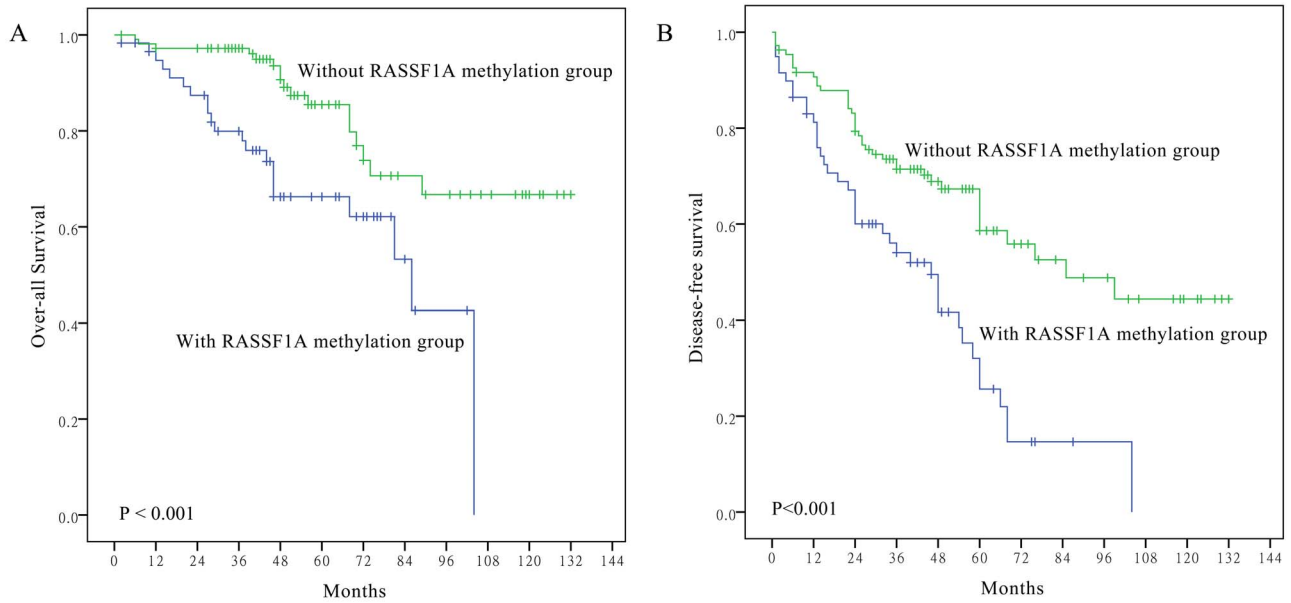 A
Over-all Survival
1.0
0.8
0.6
0.4
0.2
0.0
Without RASSF1A methylation group
With RASSF1A methylation group
P < 0.001
0 12 24 36 48 60 72 84 96 108 120 132 144
Months
B
Disease-free survival
1.0
0.8
0.6
0.4
0.2
0.0
Without RASSF1A methylation group
With RASSF1A methylation group
P<0.001
0 12 24 36 48 60 72 84 96 108 120 132 144
Months